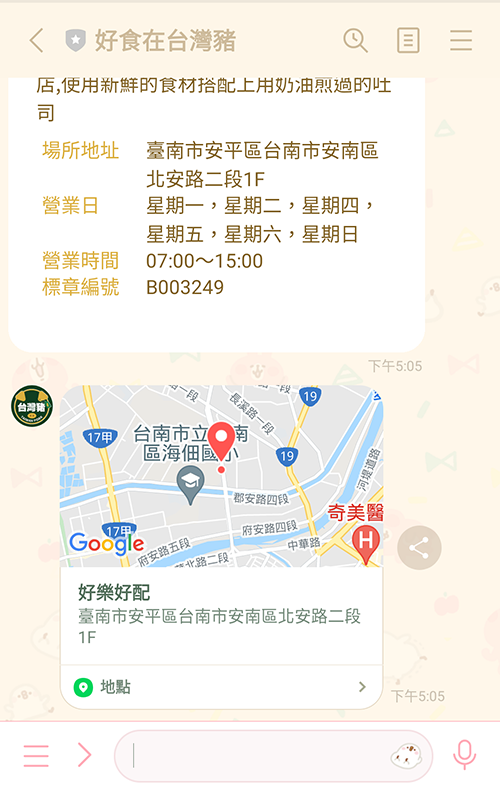 好食在台灣豬
店,使用新鮮的食材搭配上用奶油煎過的吐
司
場所地址 臺南市安平區台南市安南區
北安路二段1F
營業日 星期一，星期二，星期四，
星期五，星期六，星期日
營業時間 07:00～15:00
標章編號 B003249
下午5:05
台灣豬
長溪路一段
19
17甲
台南市立 南
區海佃國小
19
河堤道路
郡安路四段
奇美醫
17甲
府安路四段
Google
中華路
H
府安路五段
北路二段
好樂好配
臺南市安平區台南市安南區北安路二段
1F
地點
下午5:05